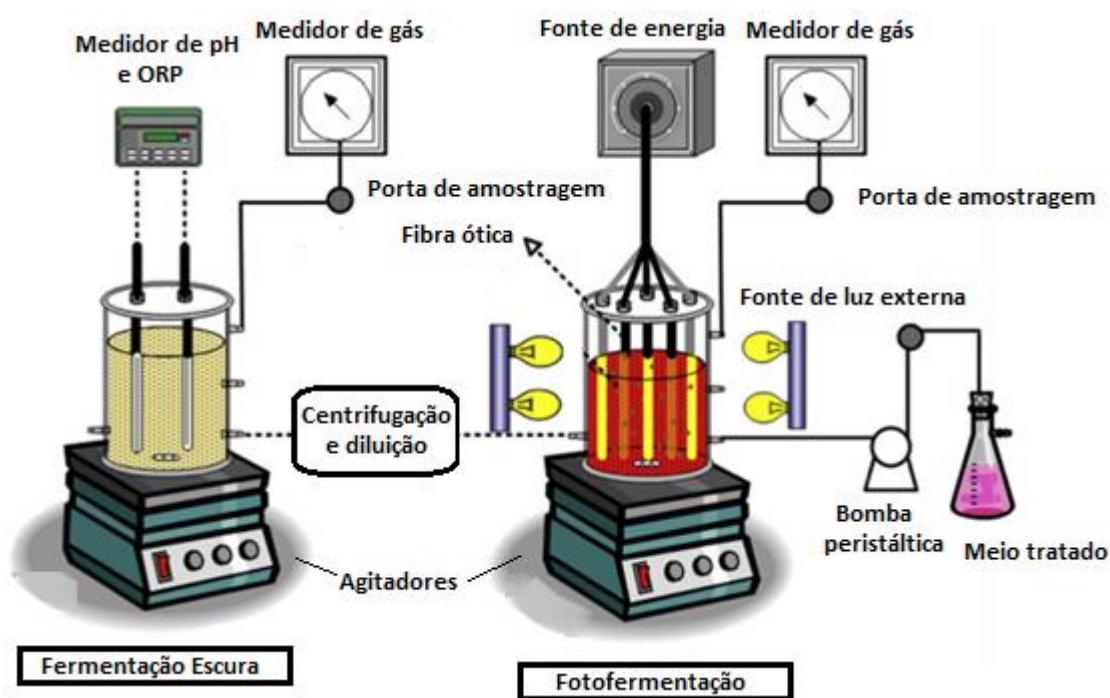 Medidor de pH
e ORP
Medidor de gás
Fonte de energia
Medidor de gás
Porta de amostragem
Porta de amostragem
Fibra ótica
Fonte de luz externa
Centrifugação
e diluição
Bomba
peristáltica
Meio tratado
Agitadores
Fermentação Escura
Fotofermentação